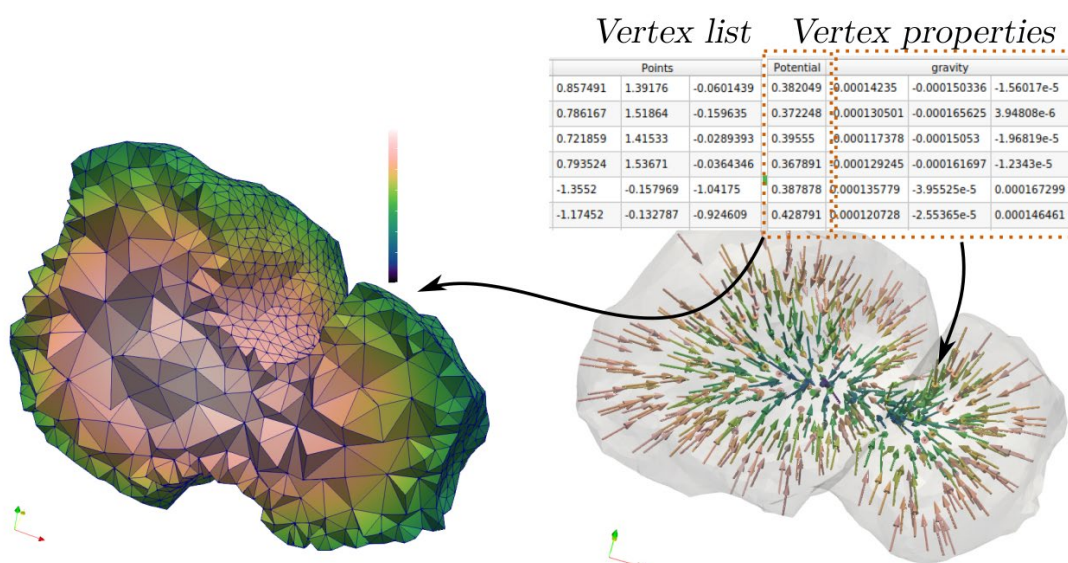 Vertex list Vertex properties
Points Potential gravity
0.857491 1.39176 -0.0601439 0.382049 0.00014235 -0.000150336 -1.56017e-5
0.786167 1.51864 -0.159635 0.372248 -0.000130501 -0.000165625 3.94808e-6
0.721859 1.41533 -0.0289393 0.39555 -0.000117378 -0.00015053 -1.96819e-5
0.793524 1.53671 -0.0364346 0.367891 -0.000129245 -0.000161697 -1.2343e-5
-1.3552 -0.157969 -1.04175 0.387878 0.000135779 -3.95525e-5 0.000167299
-1.17452 -0.132787 -0.924609 0.428791 0.000120728 -2.55365e-5 0.000146461